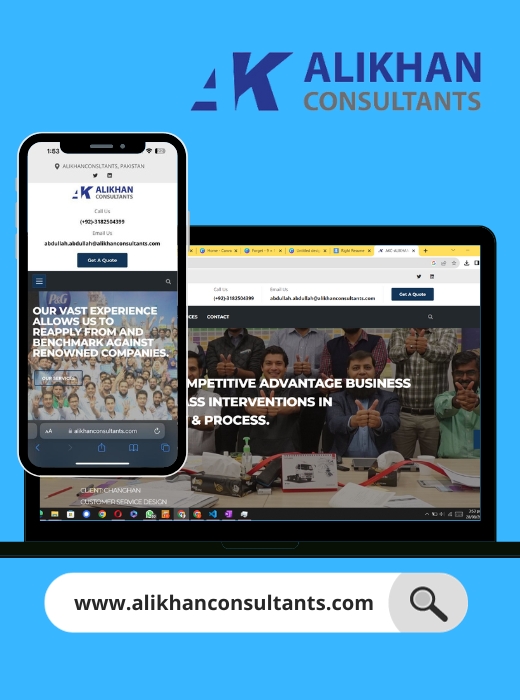 AK ALIKHAN
CONSULTANTS
1:53
ALIKHANCONSULTANTS, PAKISTAN
AK ALIKHAN
CONSULTANTS
Call Us
(+92)-3182504399
Email Us
abdullah.abdullah@alikhanconsultants.com
Get A Quote
P&G
OUR VAST EXPERIENCE
ALLOWS US TO
REAPPLY FROM AND
BENCHMARK AGAINST
RENOWNED COMPANIES.
OUR SERVICES
AA alikhanconsultants.com
Call Us
(+92)-3182504399
Email Us
abdullah.abdullah@alikhanconsultants.com
Get A Quote
CES CONTACT
MPETITIVE ADVANTAGE BUSINESS
ASS INTERVENTIONS IN
& PROCESS.
CLIENT: CHANGHAN
CUSTOMER SERVICE DESIGN
www.alikhanconsultants.com